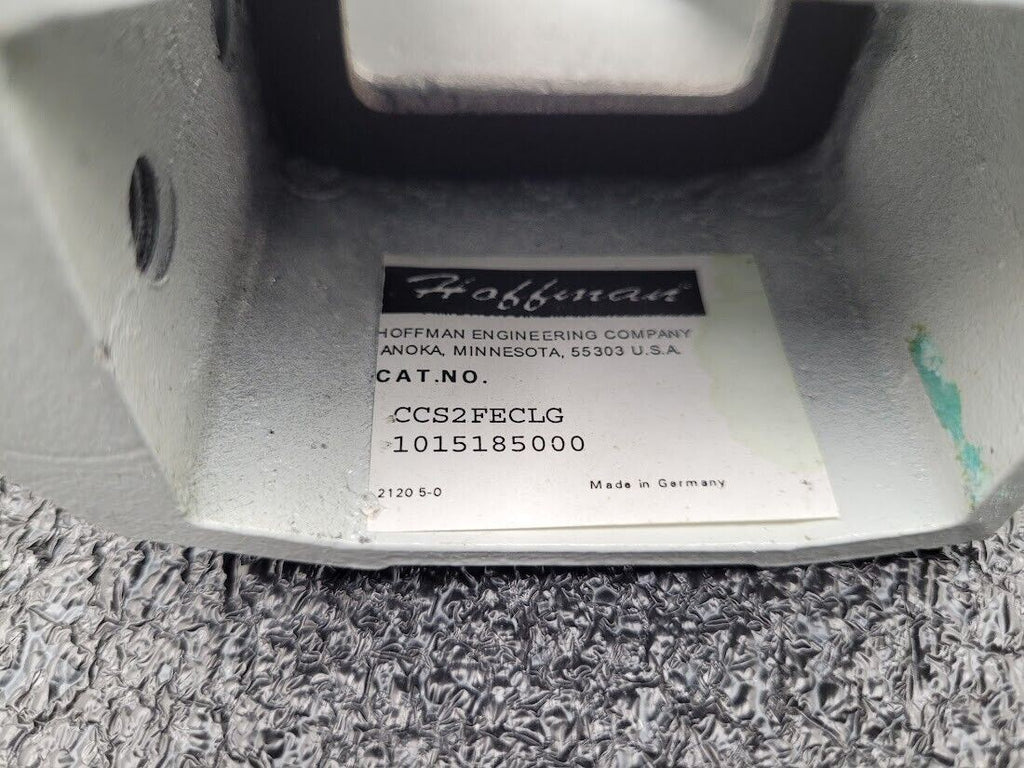 Hoffman
HOFFMAN ENGINEERING COMPANY
ANOKA, MINNESOTA, 55303 U.S.A.
CAT.NO.
CCS2FECLG
1015185000
2120 5-0 Made in Germany